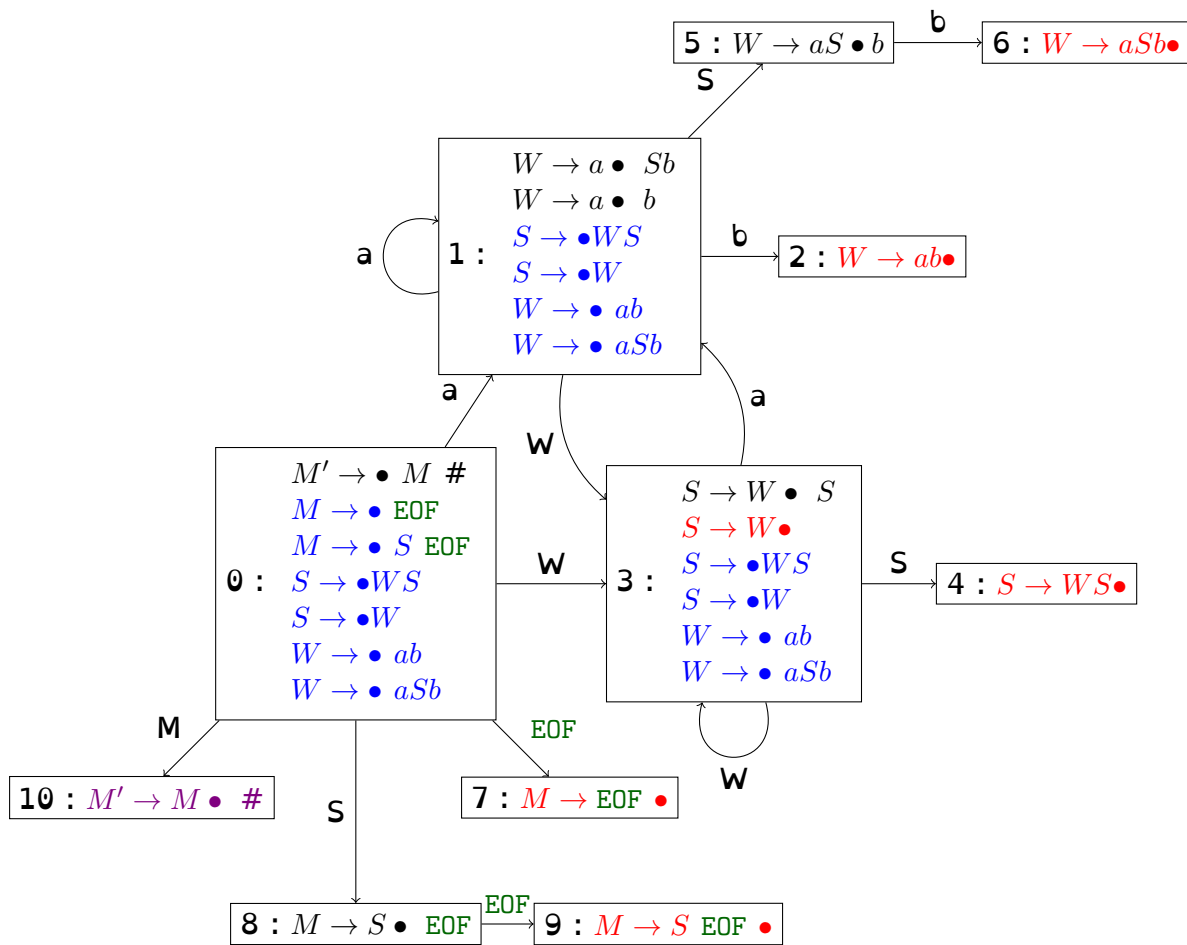 5 : W → aS • b
b
6 : W → aSb•
S
1 :
W → a • Sb
W → a • b
S → •WS
S → •W
W → • ab
W → • aSb
a
b
2 : W → ab•
a
W
a
0 :
M′ → • M #
M → • EOF
M → • S EOF
S → •WS
S → •W
W → • ab
W → • aSb
W
3 :
S → W • S
S → W•
S → •WS
S → •W
W → • ab
W → • aSb
S
4 : S → WS•
W
M
10 : M′ → M • #
S
EOF
7 : M → EOF •
8 : M → S • EOF
EOF
9 : M → S EOF •